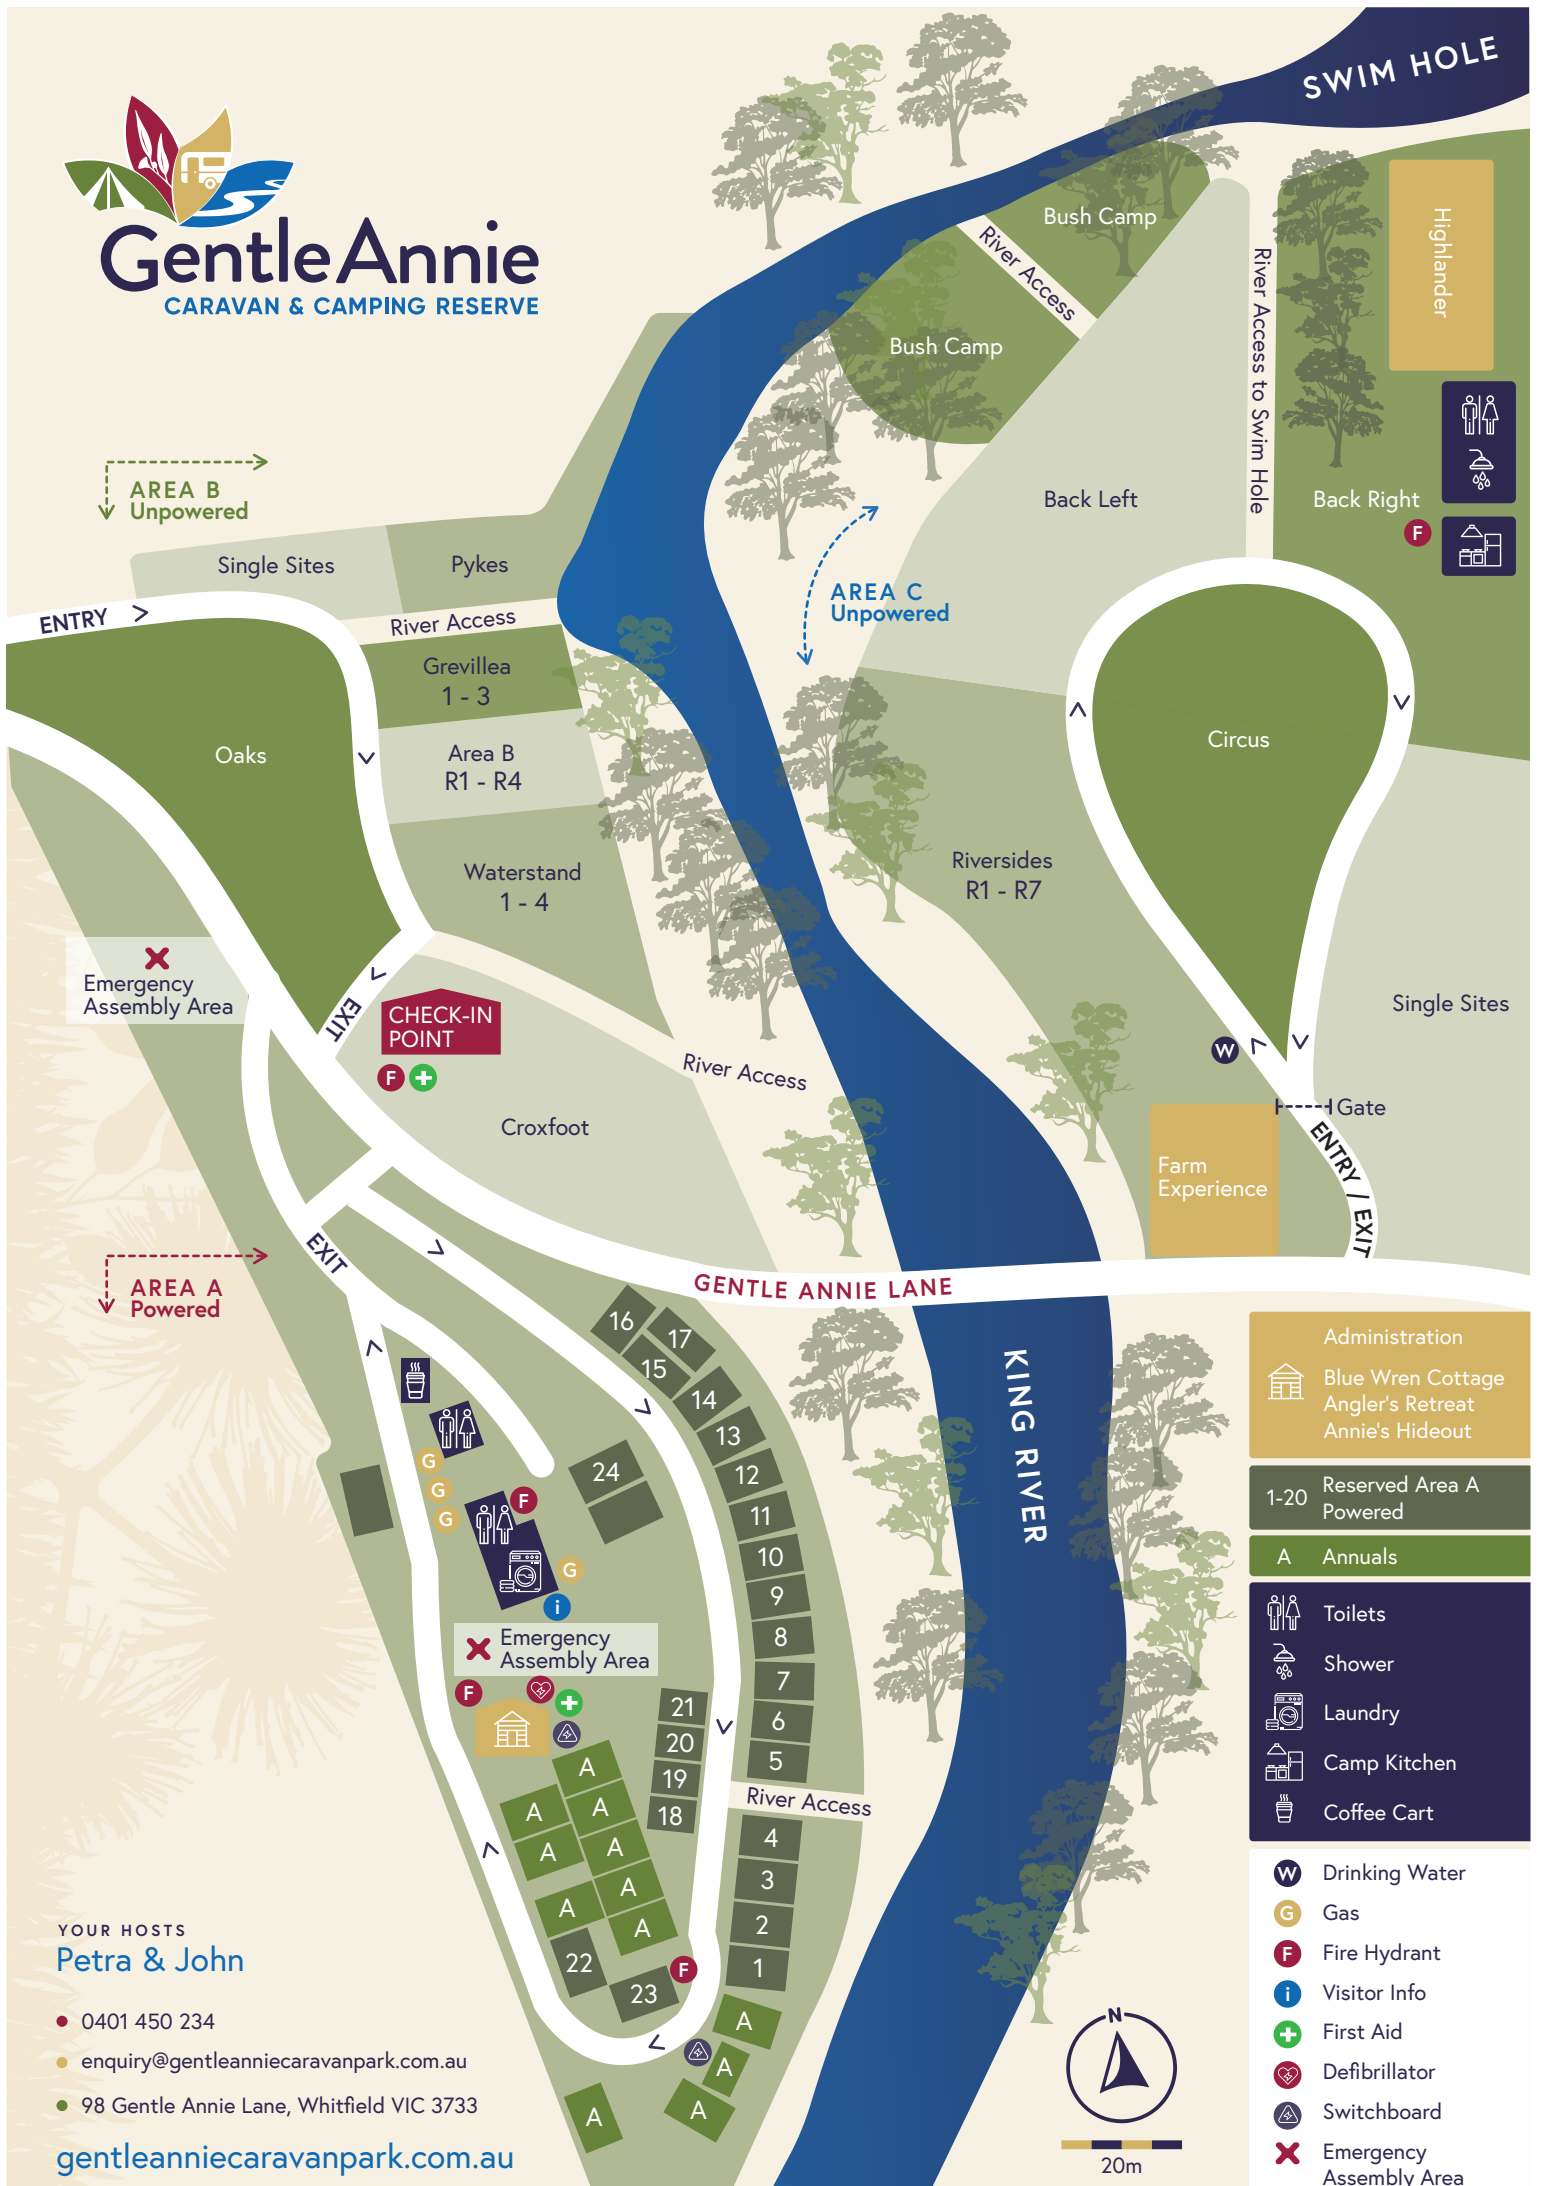 SWIM HOLE
Gentle Annie
CARAVAN & CAMPING RESERVE
Bush Camp
River Access
Bush Camp
River Access to Swim Hole
Highlander
Back Left
Back Right
F
AREA B
Unpowered
Single Sites
Pykes
ENTRY >
River Access
AREA C
Unpowered
Grevillea
1 - 3
Oaks
Area B
R1 - R4
Circus
Waterstand
1 - 4
Riversides
R1 - R7
Emergency
Assembly Area
EXIT
CHECK-IN
POINT
F
River Access
Croxfoot
Single Sites
W
Gate
ENTRY / EXIT
Farm
Experience
EXIT
AREA A
Powered
GENTLE ANNIE LANE
KING RIVER
16
17
15
14
13
12
11
10
9
8
7
6
5
River Access
4
3
2
1
24
G
G
G
F
G
i
Emergency
Assembly Area
F
21
20
19
18
A
A
A
A
A
A
A
A
22
23
F
A
A
A
A
YOUR HOSTS
Petra & John
0401 450 234
enquiry@gentleanniecaravanpark.com.au
98 Gentle Annie Lane, Whitfield VIC 3733
gentleanniecaravanpark.com.au
N
20m
Administration
Blue Wren Cottage
Angler's Retreat
Annie's Hideout
1-20
Reserved Area A
Powered
A Annuals
Toilets
Shower
Laundry
Camp Kitchen
Coffee Cart
W Drinking Water
G Gas
F Fire Hydrant
i Visitor Info
First Aid
Defibrillator
Switchboard
Emergency
Assembly Area